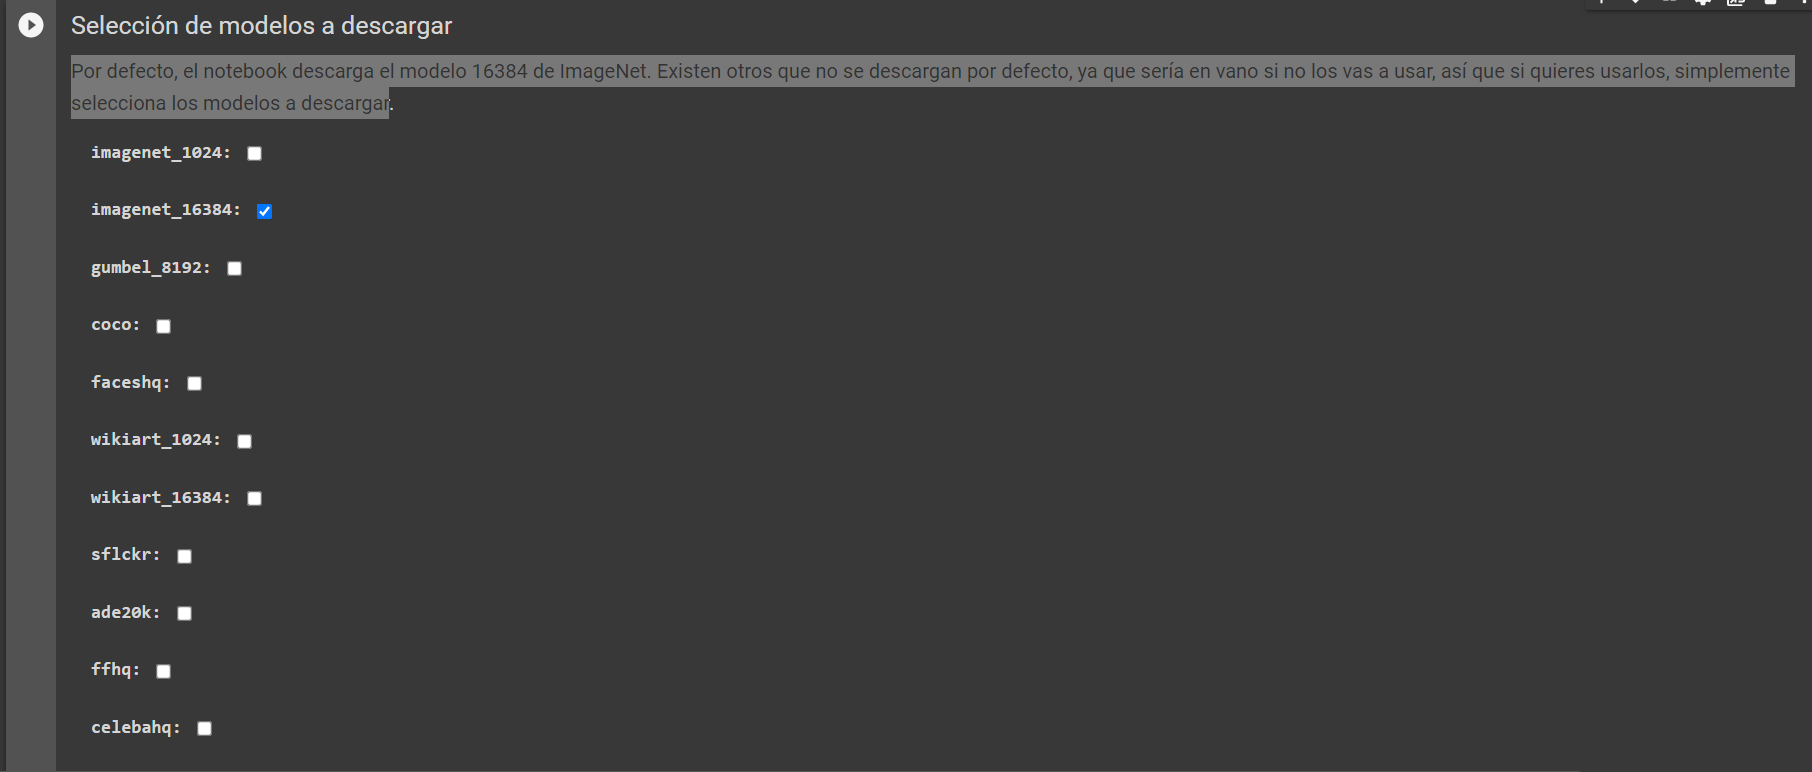 Selección de modelos a descargar
Por defecto, el notebook descarga el modelo 16384 de ImageNet. Existen otros que no se descargan por defecto, ya que sería en vano si no los vas a usar, así que si quieres usarlos, simplemente
selecciona los modelos a descargar.
imagenet_1024:
imagenet_16384:
gumbel_8192:
coco:
faceshq:
wikiart_1024:
wikiart_16384:
sflckr:
ade20k:
ffhq:
celebahq: